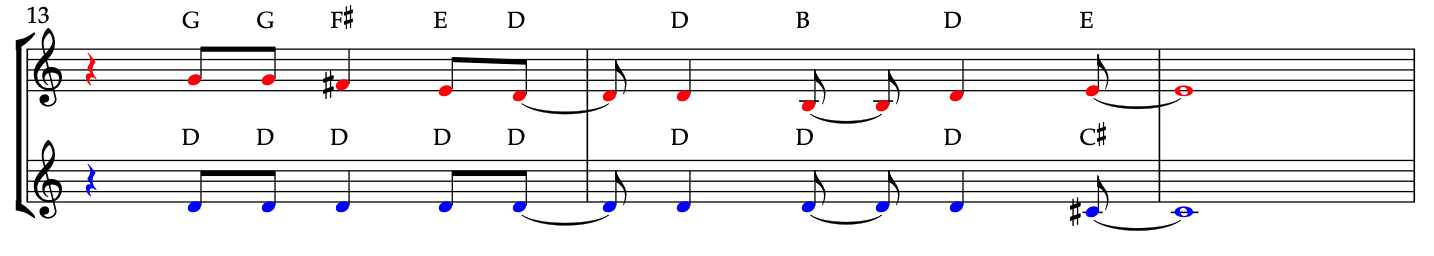 13
G G F♯ E D D B D E
D D D D D D D D C♯